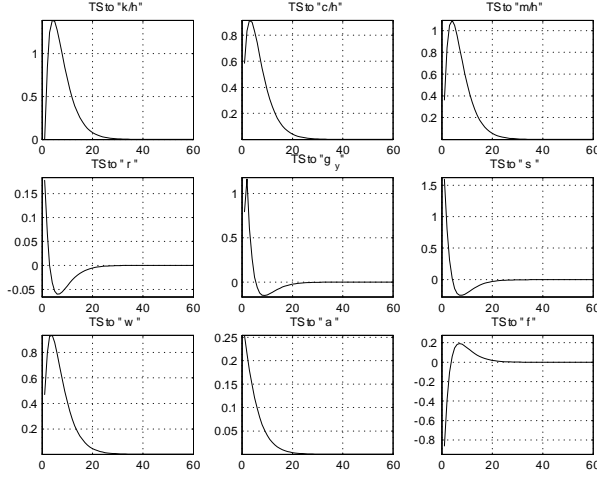 TS to "k/h"
TS to "c/h"
TS to "m/h"
1
0.5
0
0 20 40 60
0.8
0.6
0.4
0.2
0 20 40 60
1
0.8
0.6
0.4
0.2
0 20 40 60
TS to " r "
TS to "g y"
TS to " s "
0.15
0.1
0.05
0
-0.05
0 20 40 60
1
0.5
0
0 20 40 60
1.5
1
0.5
0
0 20 40 60
TS to " w "
TS to " a "
TS to " f "
0.8
0.6
0.4
0.2
0 20 40 60
0.25
0.2
0.15
0.1
0.05
0 20 40 60
0.2
0
-0.2
-0.4
-0.6
-0.8
0 20 40 60